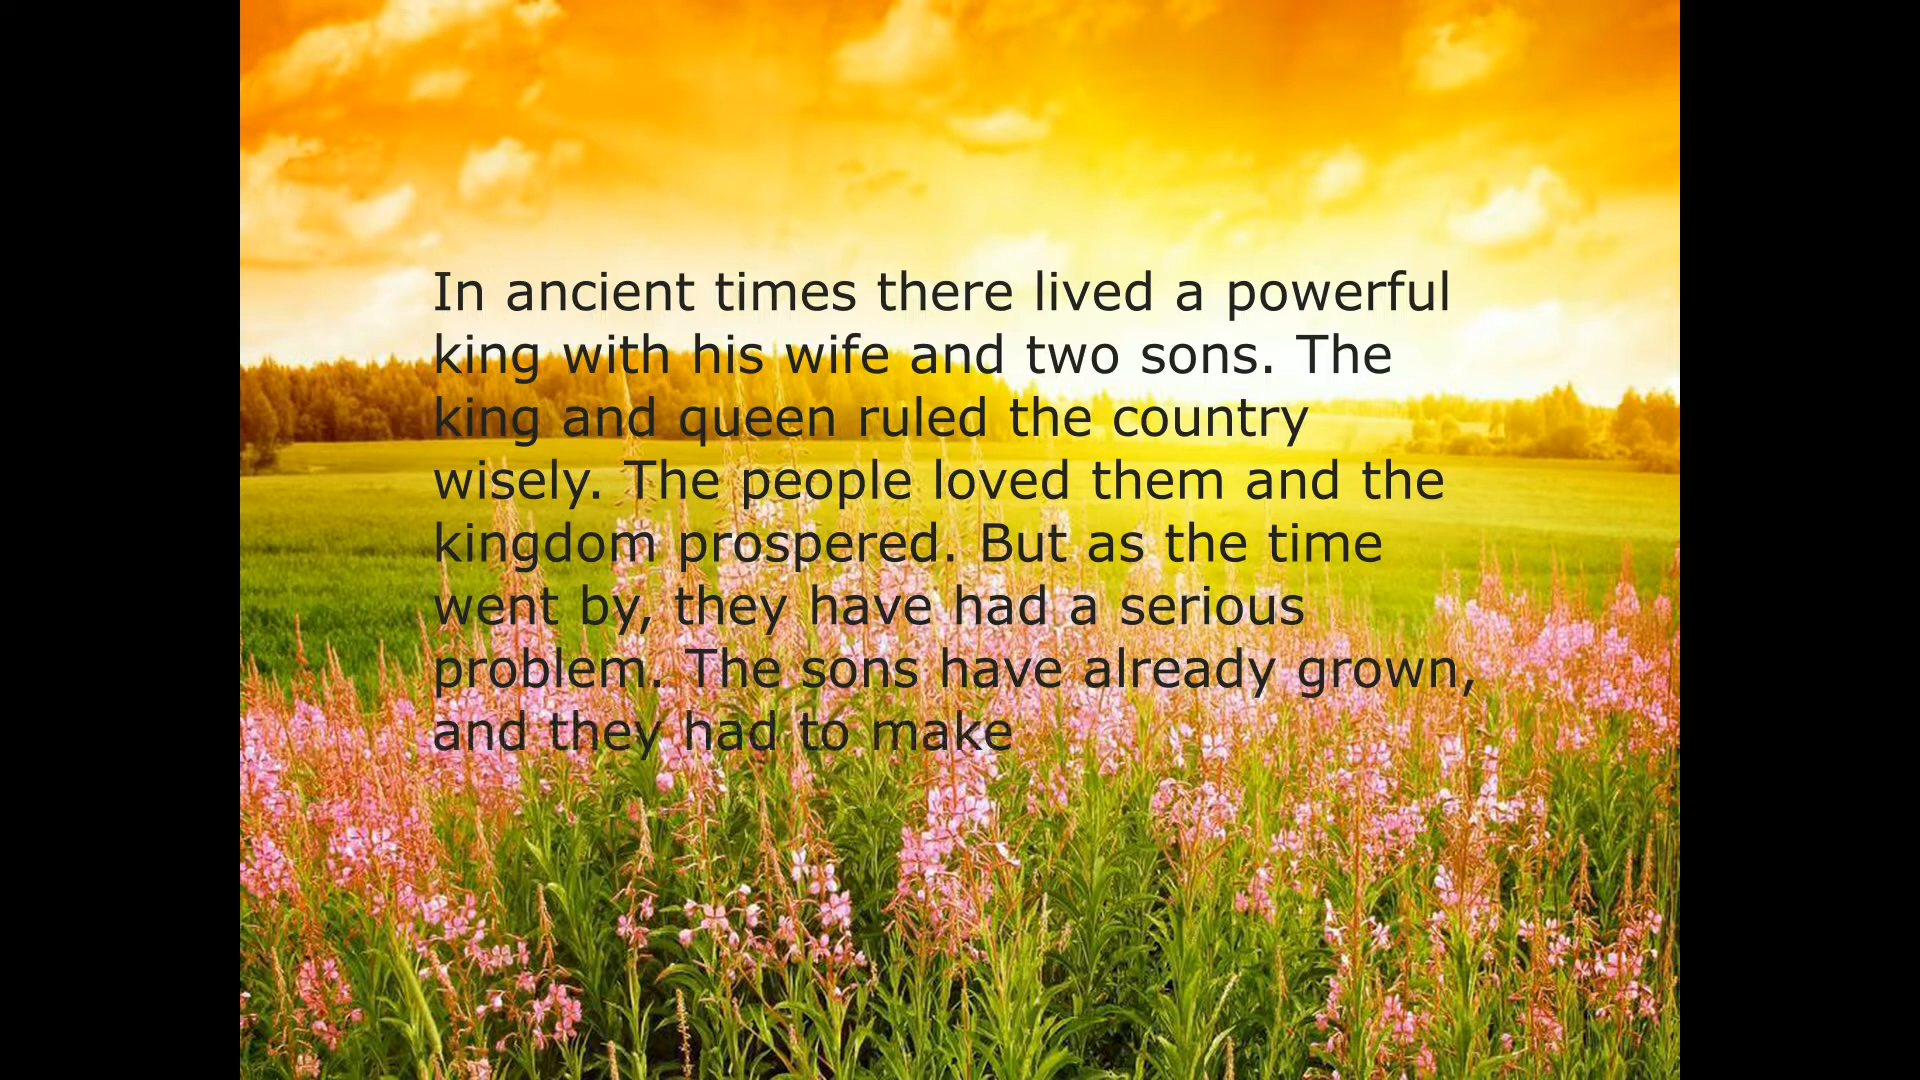 In ancient times there lived a powerful
king with his wife and two sons. The
king and queen ruled the country
wisely. The people loved them and the
kingdom prospered. But as the time
went by, they have had a serious
problem. The sons have already grown,
and they had to make